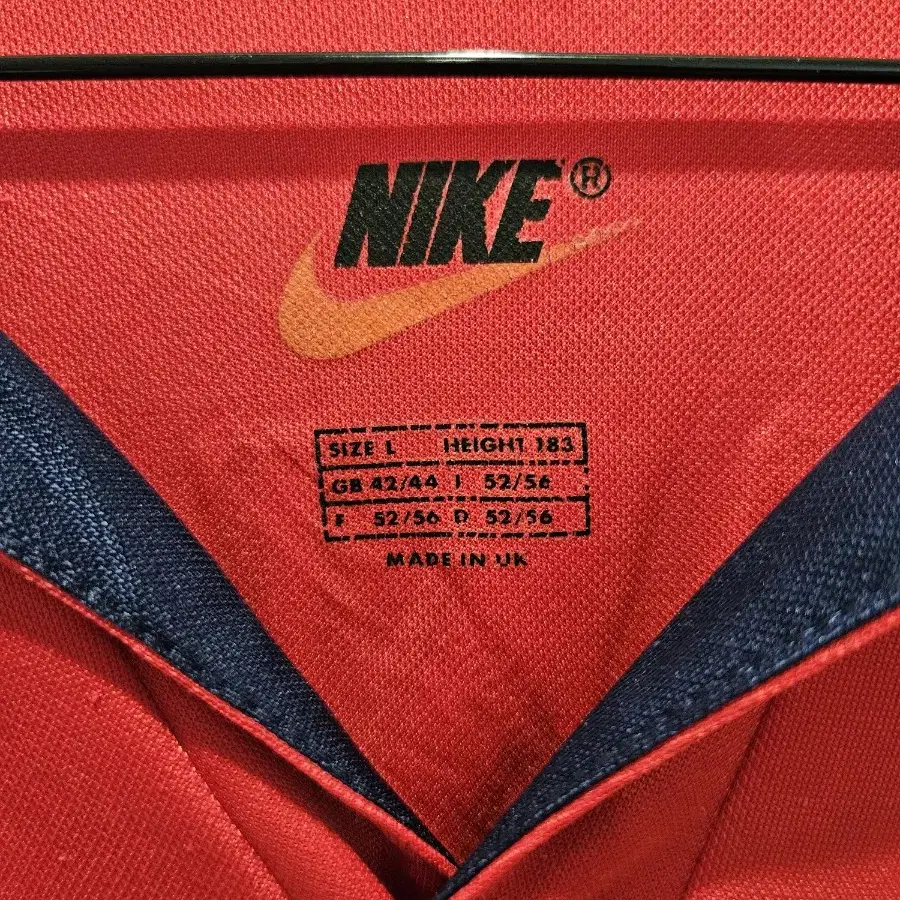 NIKE®
SIZE L HEIGHT 183
GB 42/44 I 52/56
F 52/56 D 52/56
MADE IN UK